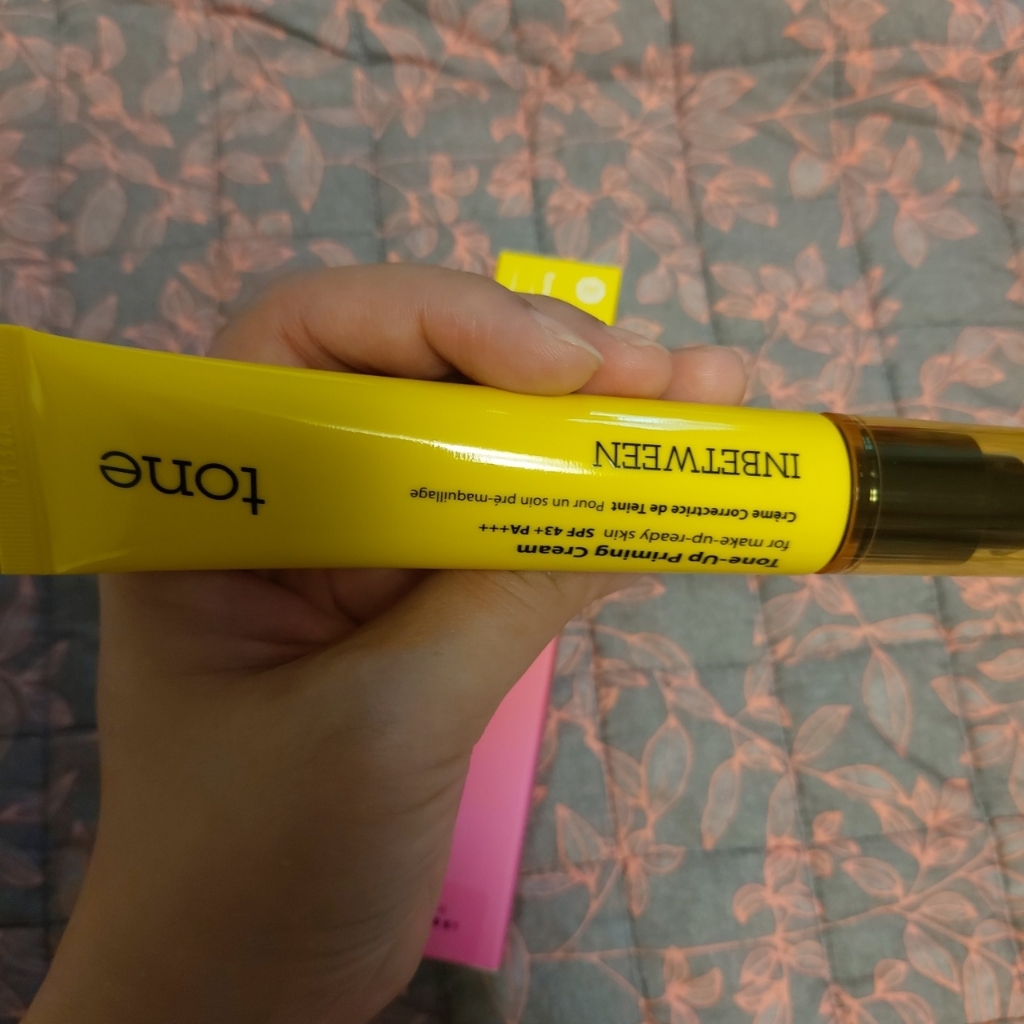 Tone-Up Priming Cream
for make-up-ready skin SPF 43+ PA+++
Crème Correctrice de Teint Pour un soin pré-maquillage
INBETWEEN
tone